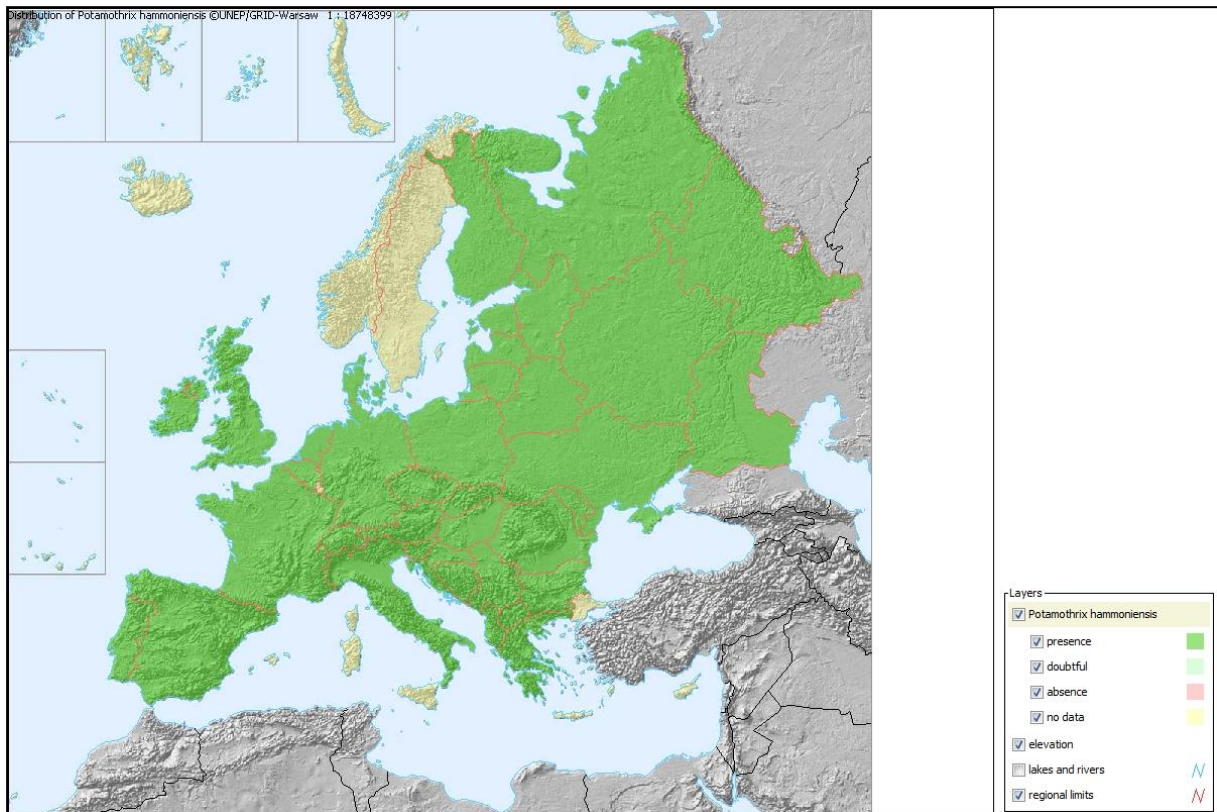 Distribution of Potamothrix hammoniensis ©UNEP/GRID-Warsaw 1 : 18748399
Layers
Potamothrix hammoniensis
presence
doubtful
absence
no data
elevation
lakes and rivers
regional limits